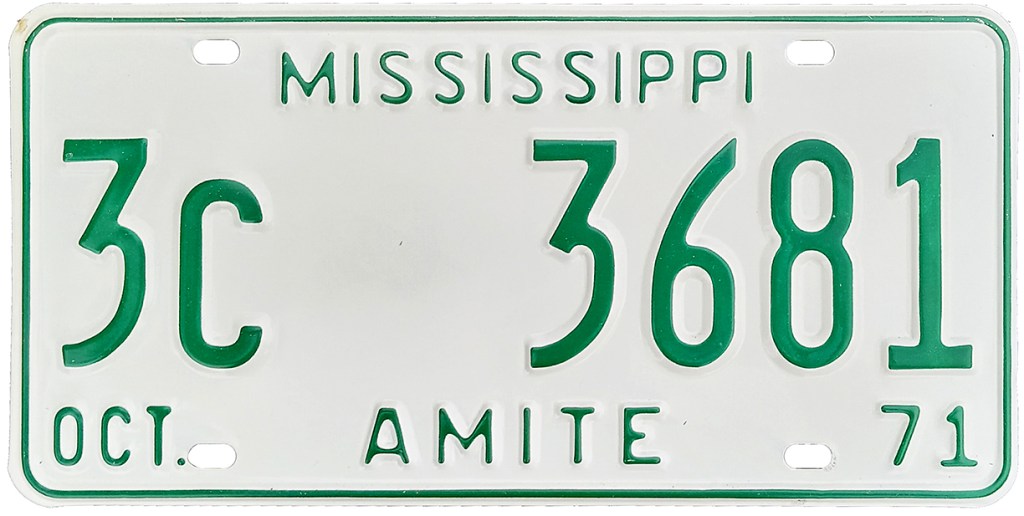 MISSISSIPPI
3C 3681
OCT. AMITE 71